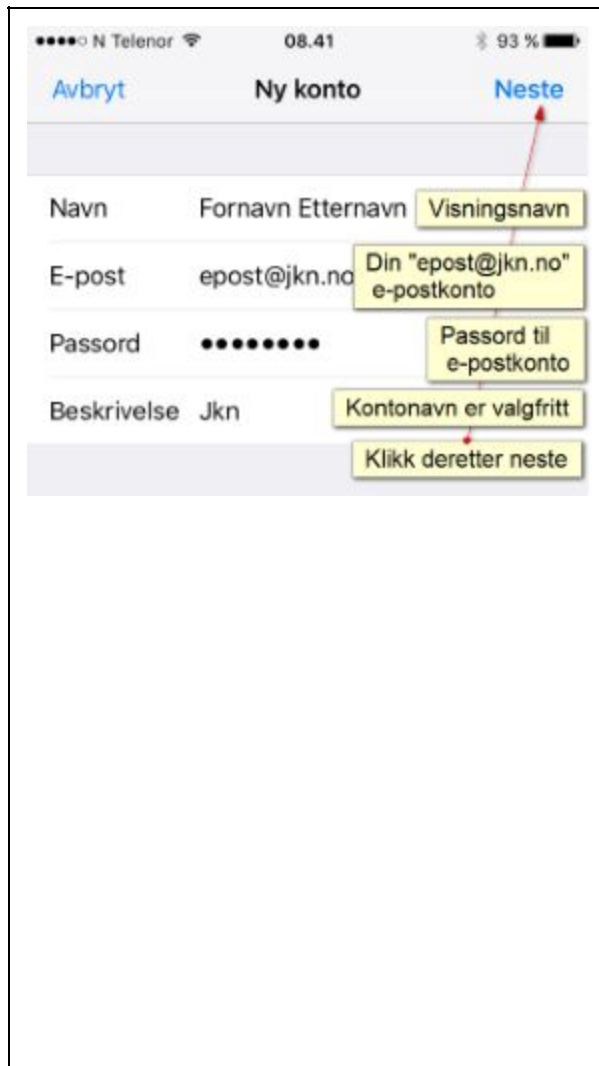 N Telenor 08.41 93 %
Avbryt Ny konto Neste
Navn Fornavn Etternavn Visningsnavn
E-post epost@jkn.no Din "epost@jkn.no"
e-postkonto
Passord •••••••• Passord til
e-postkonto
Beskrivelse Jkn Kontonavn er valgfritt
Klikk deretter neste